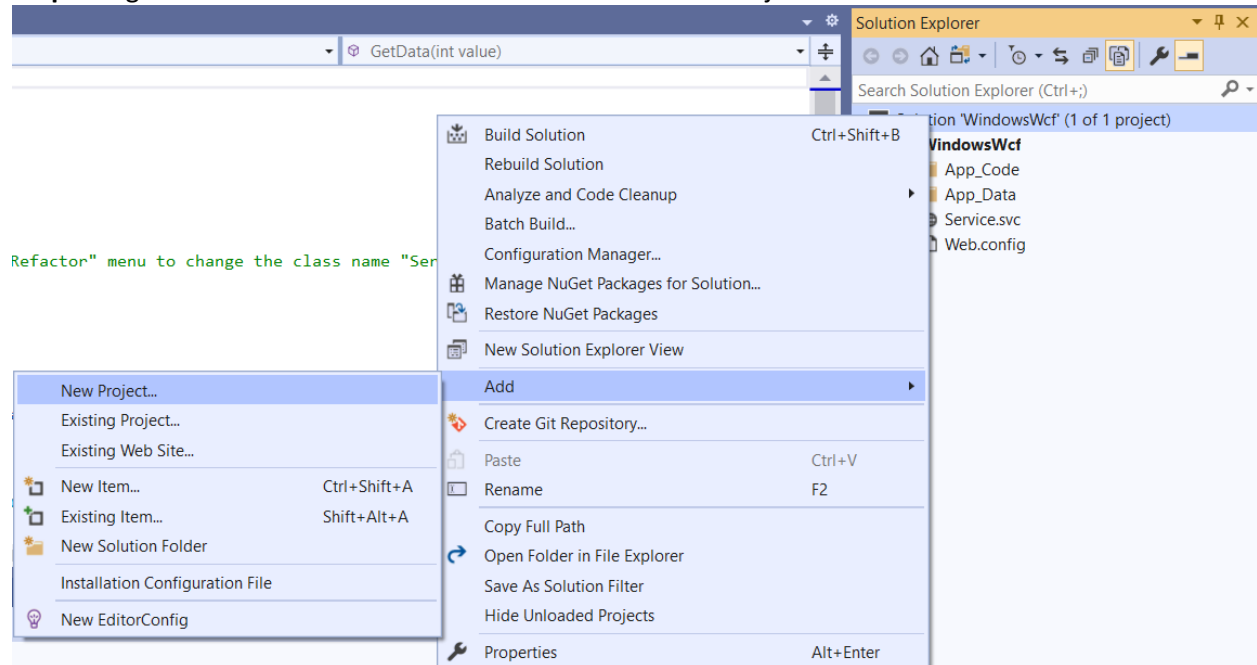 Solution Explorer
GetData(int value)
Search Solution Explorer (Ctrl+;)
'WindowsWcf' (1 of 1 project)
WindowsWcf
App_Code
App_Data
Service.svc
Web.config
Refactor" menu to change the class name "Ser
Build Solution Ctrl+Shift+B
Rebuild Solution
Analyze and Code Cleanup
Batch Build...
Configuration Manager...
Manage NuGet Packages for Solution...
Restore NuGet Packages
New Solution Explorer View
Add
Create Git Repository...
Paste Ctrl+V
Rename F2
Copy Full Path
Open Folder in File Explorer
Save As Solution Filter
Hide Unloaded Projects
Properties Alt+Enter
New Project...
Existing Project...
Existing Web Site...
New Item... Ctrl+Shift+A
Existing Item... Shift+Alt+A
New Solution Folder
Installation Configuration File
New EditorConfig